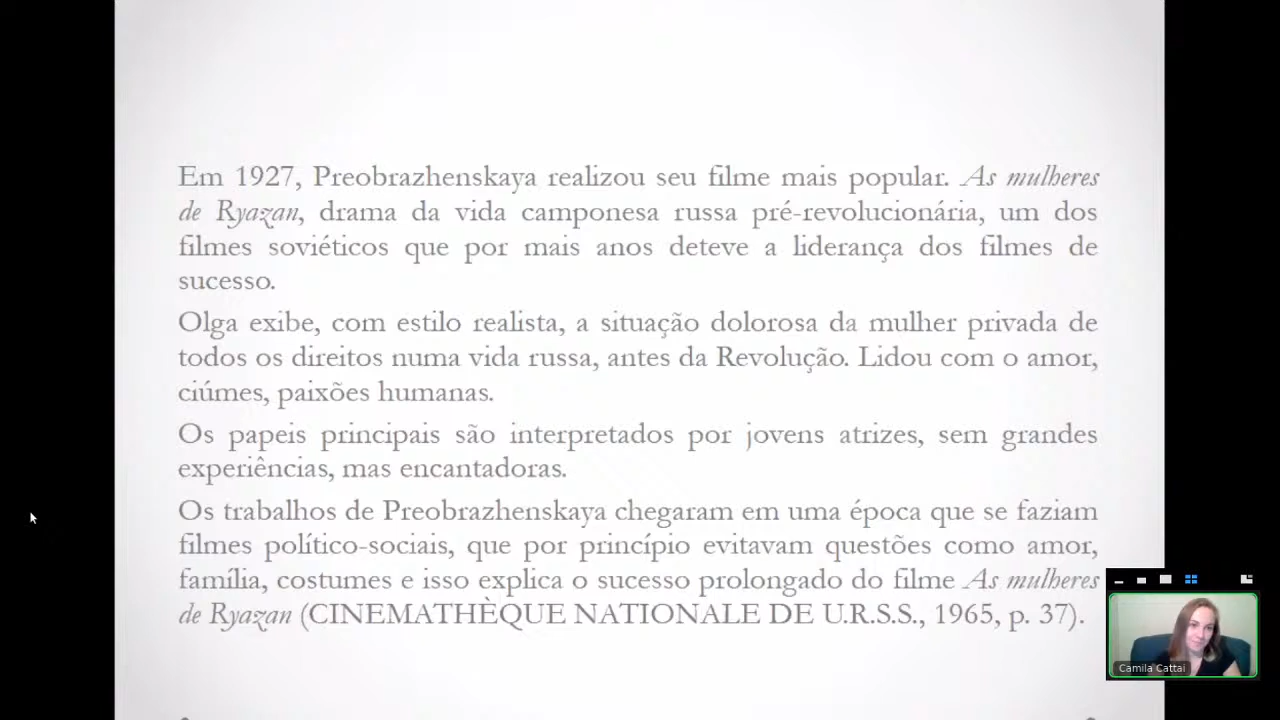 Em 1927, Preobrazhenskaya realizou seu filme mais popular. As mulheres
de Ryazan, drama da vida camponesa russa pré-revolucionária, um dos
filmes soviéticos que por mais anos deteve a liderança dos filmes de
sucesso.
Olga exibe, com estilo realista, a situação dolorosa da mulher privada de
todos os direitos numa vida russa, antes da Revolução. Lidou com o amor,
ciúmes, paixões humanas.
Os papeis principais são interpretados por jovens atrizes, sem grandes
experiências, mas encantadoras.
Os trabalhos de Preobrazhenskaya chegaram em uma época que se faziam
filmes político-sociais, que por princípio evitavam questões como amor,
família, costumes e isso explica o sucesso prolongado do filme As mulheres
de Ryazan (CINEMATHÈQUE NATIONALE DE U.R.S.S., 1965, p. 37).
Camila Cattai